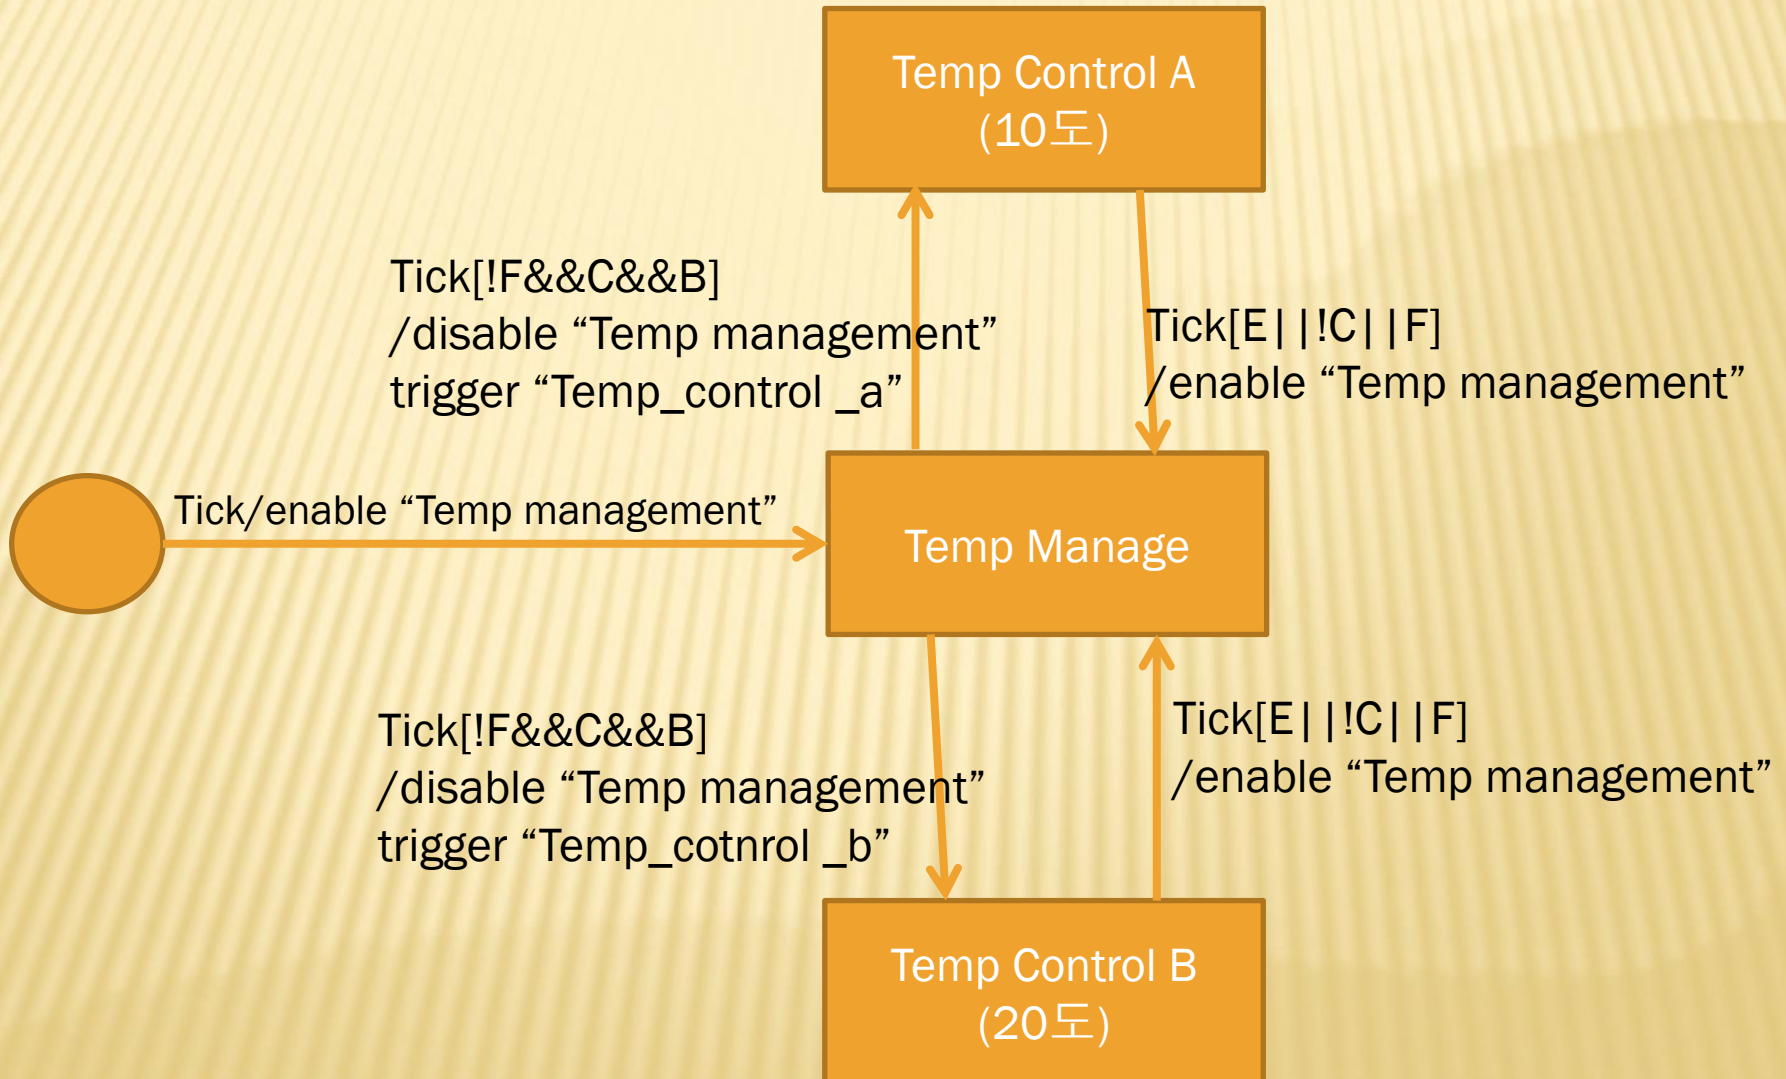 Temp Control A
(10도)
Tick[!F&&C&&B]
/disable “Temp management”
trigger “Temp_control _a”
Tick[E||!C||F]
/enable “Temp management”
Tick/enable “Temp management”
Temp Manage
Tick[!F&&C&&B]
/disable “Temp management”
trigger “Temp_cotnrol _b”
Tick[E||!C||F]
/enable “Temp management”
Temp Control B
(20도)